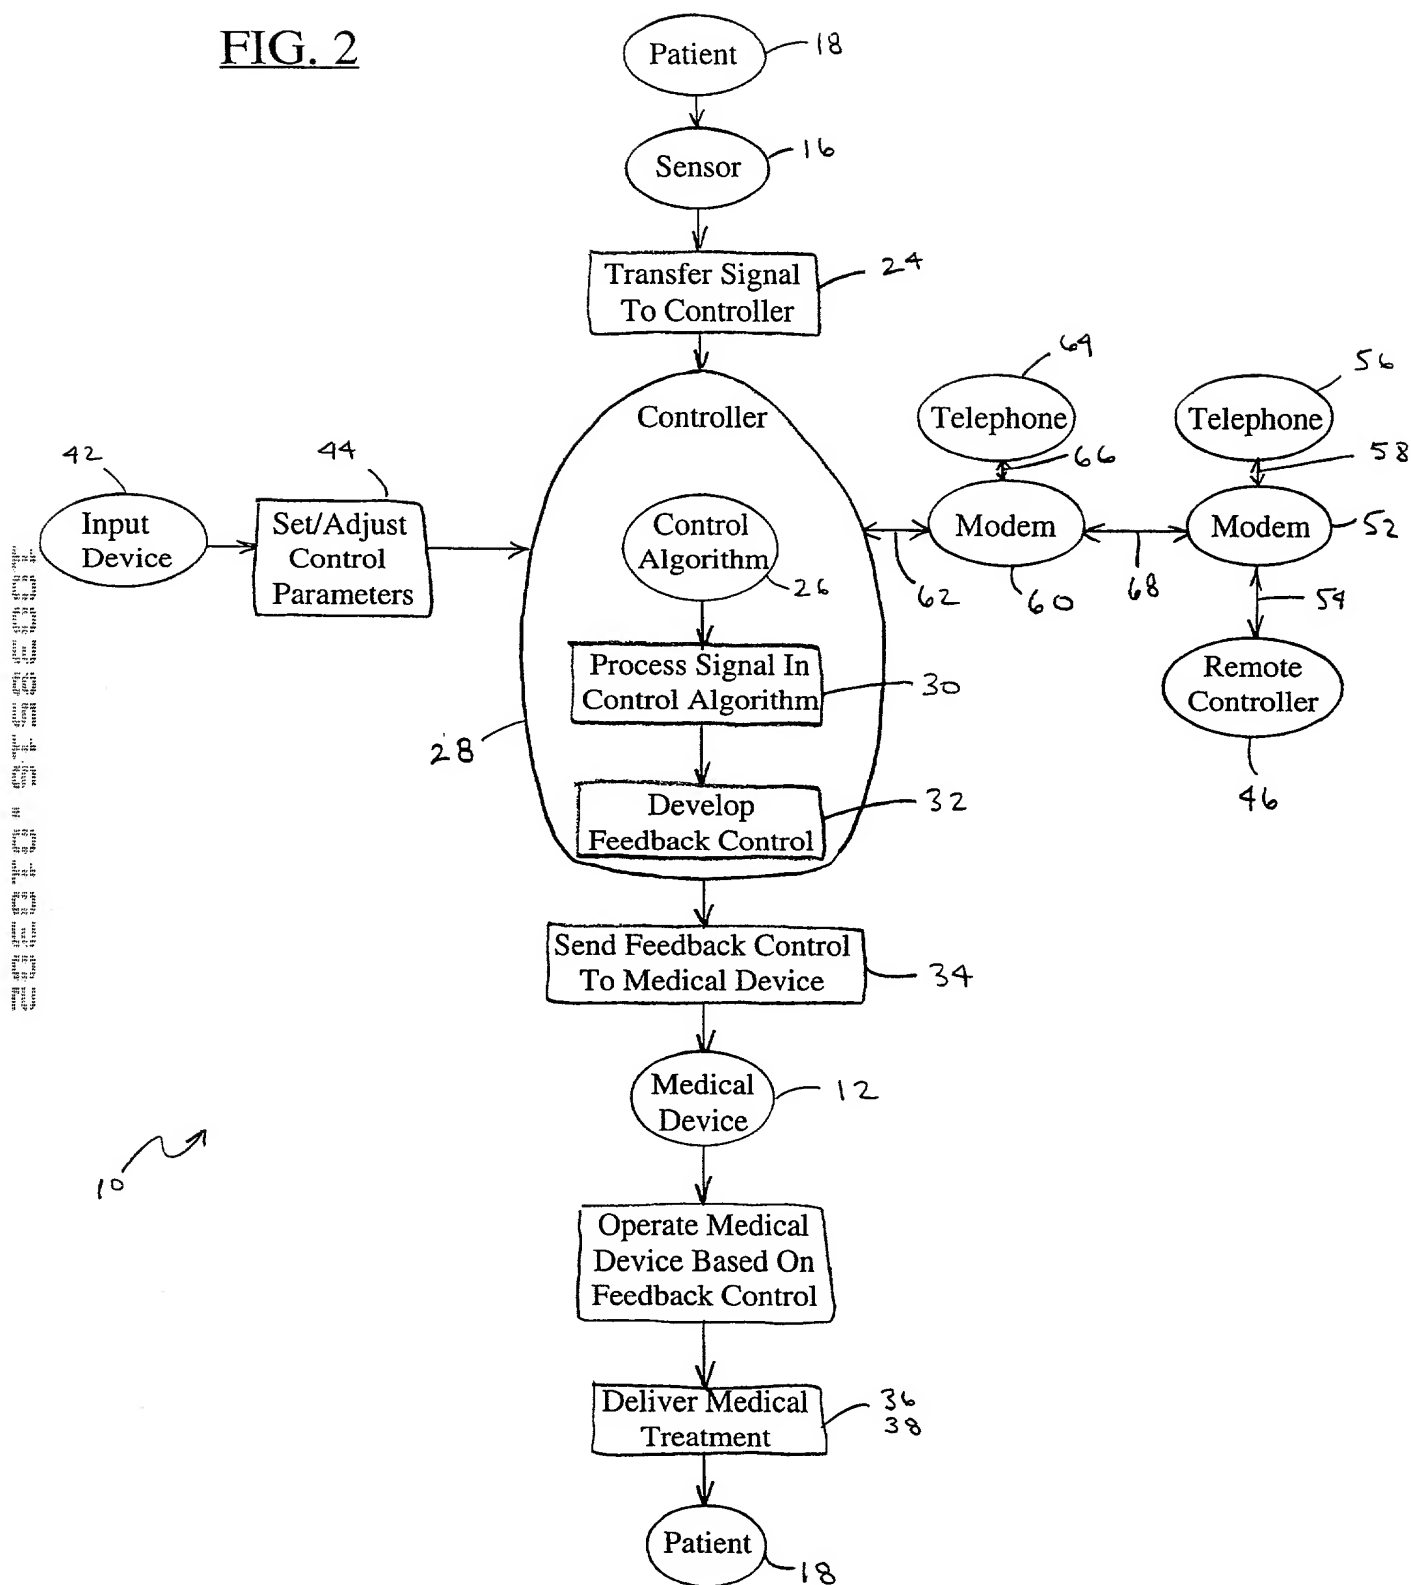 FIG. 2
Patient
18
Sensor
16
Transfer Signal
To Controller
24
Controller
Telephone
64
66
Telephone
56
58
42
Input
Device
44
Set/Adjust
Control
Parameters
Control
Algorithm
26
62
Modem
60
68
Modem
52
54
Remote
Controller
46
Process Signal In
Control Algorithm
30
28
Develop
Feedback Control
32
Send Feedback Control
To Medical Device
34
Medical
Device
12
10
Operate Medical
Device Based On
Feedback Control
Deliver Medical
Treatment
36
38
Patient
18